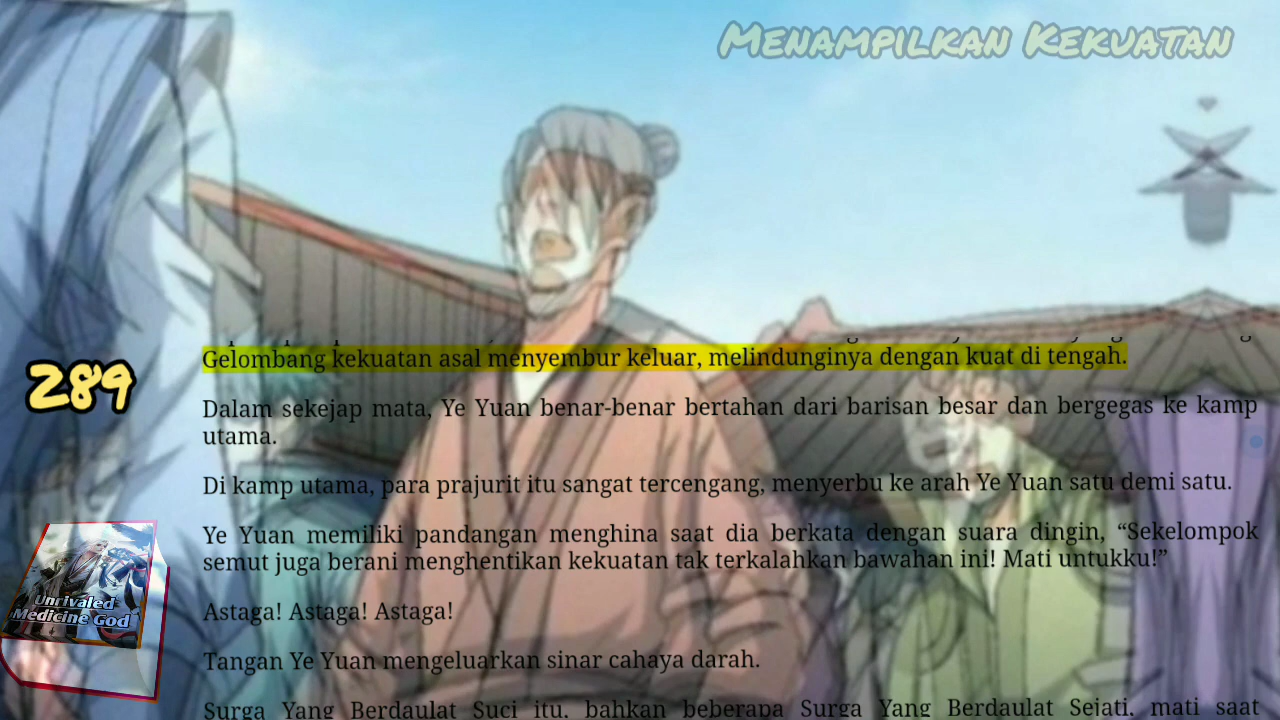 Menampilkan Kekuatan
Gelombang kekuatan asal menyembur keluar, melindunginya dengan kuat di tengah.
289
Dalam sekejap mata, Ye Yuan benar-benar bertahan dari barisan besar dan bergegas ke kamp
utama.
Di kamp utama, para prajurit itu sangat tercengang, menyerbu ke arah Ye Yuan satu demi satu.
Ye Yuan memiliki pandangan menghina saat dia berkata dengan suara dingin, “Sekelompok
semut juga berani menghentikan kekuatan tak terkalahkan bawahan ini! Mati untukku!”
Unrivaled
Medicine God
Astaga! Astaga! Astaga!
Tangan Ye Yuan mengeluarkan sinar cahaya darah.
Surga Yang Berdaulat Suci itu, bahkan beberapa Surga Yang Berdaulat Sejati, mati saat